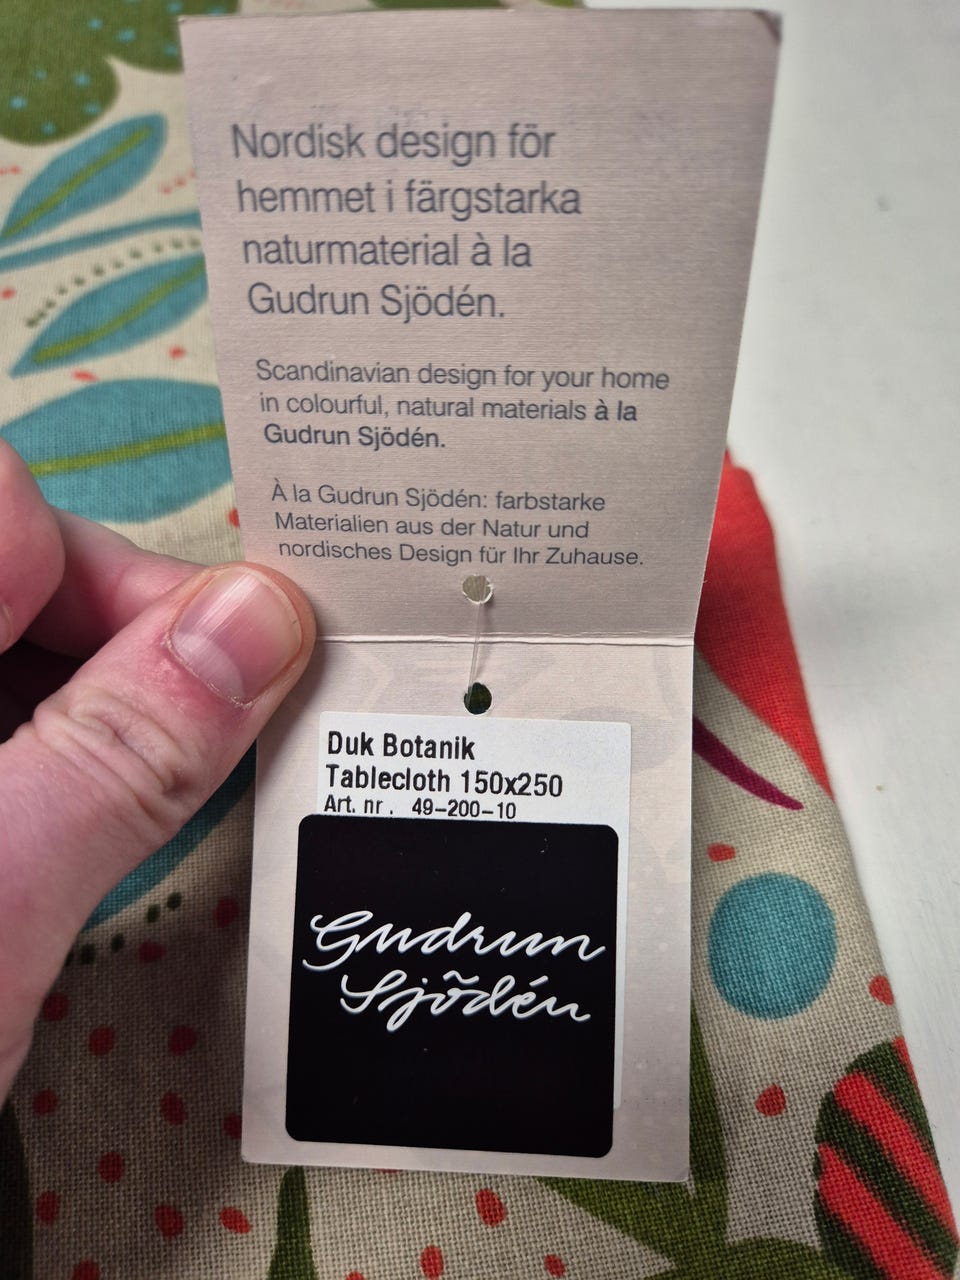 Nordisk design för
hemmet i färgstarka
naturmaterial à la
Gudrun Sjödén.
Scandinavian design for your home
in colourful, natural materials à la
Gudrun Sjödén.
À la Gudrun Sjödén: farbstarke
Materialien aus der Natur und
nordisches Design für Ihr Zuhause.
Duk Botanik
Tablecloth 150x250
Art. nr. 49-200-10
Gudrun
Sjödén